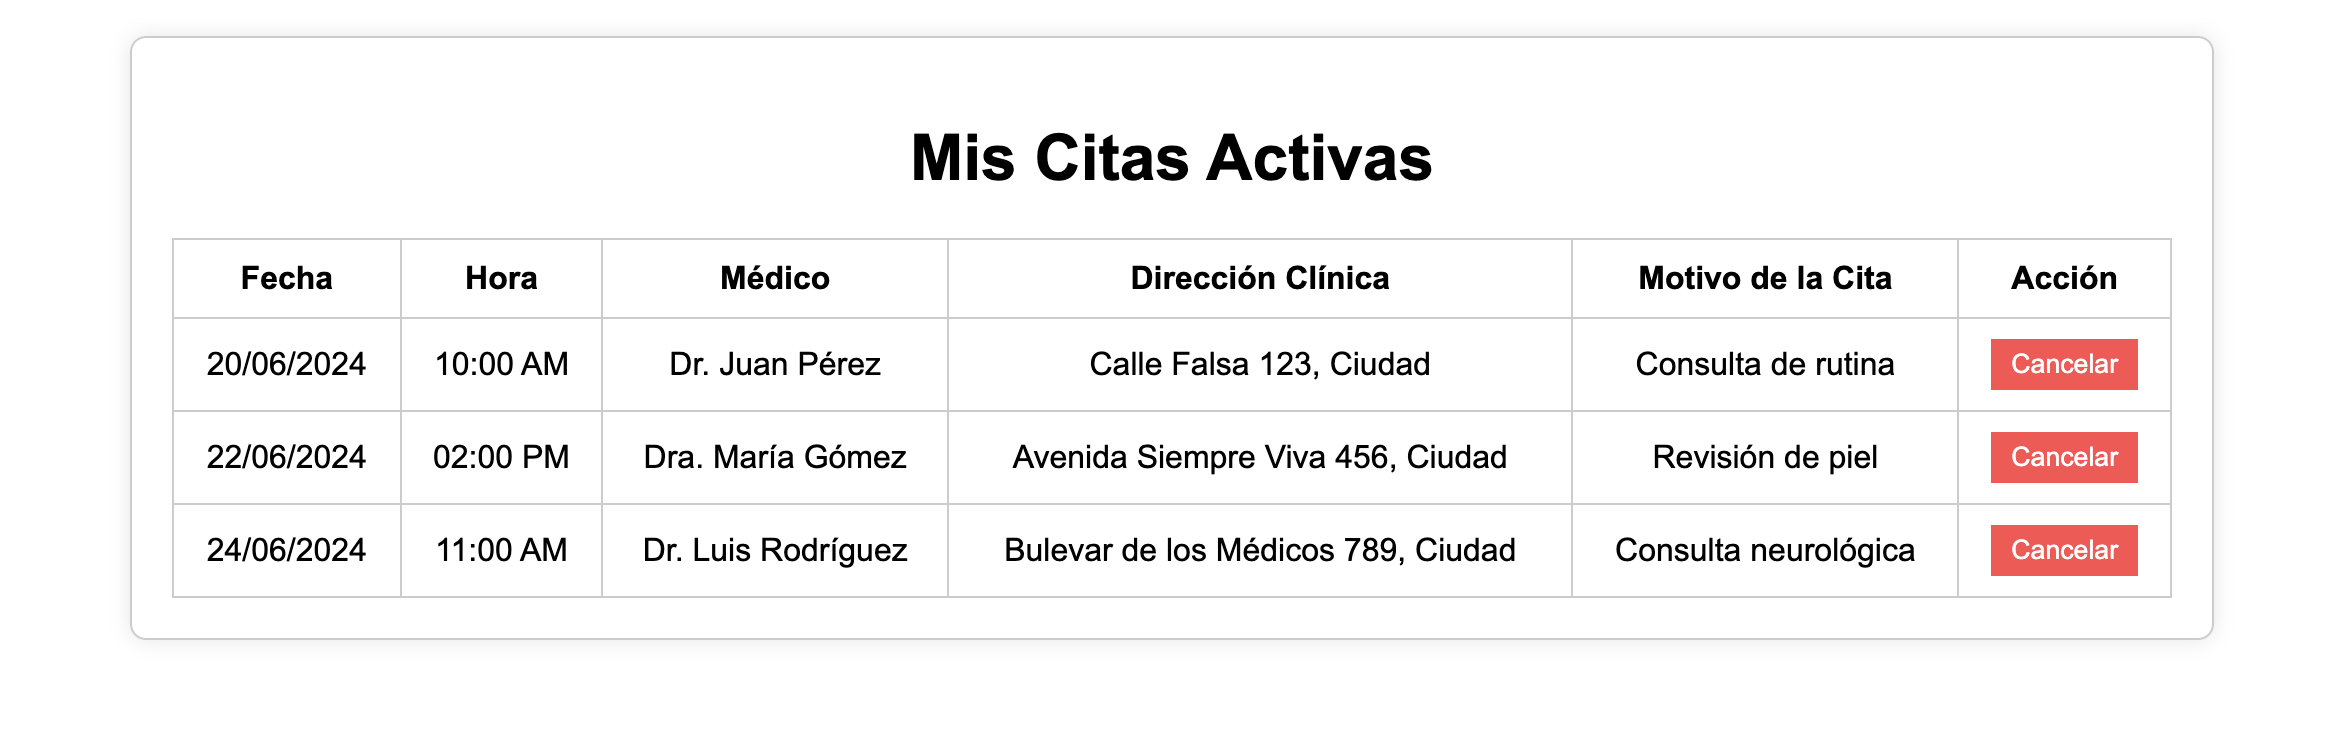 Mis Citas Activas
Fecha Hora Médico Dirección Clínica Motivo de la Cita Acción
20/06/2024 10:00 AM Dr. Juan Pérez Calle Falsa 123, Ciudad Consulta de rutina Cancelar
22/06/2024 02:00 PM Dra. María Gómez Avenida Siempre Viva 456, Ciudad Revisión de piel Cancelar
24/06/2024 11:00 AM Dr. Luis Rodríguez Bulevar de los Médicos 789, Ciudad Consulta neurológica Cancelar